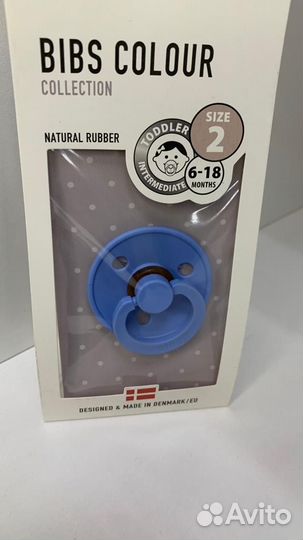 BIBS COLOUR
COLLECTION
NATURAL RUBBER
TODDLER
INTERMEDIATE
SIZE
2
6-18
MONTHS
DESIGNED & MADE IN DENMARK/EU
Avito